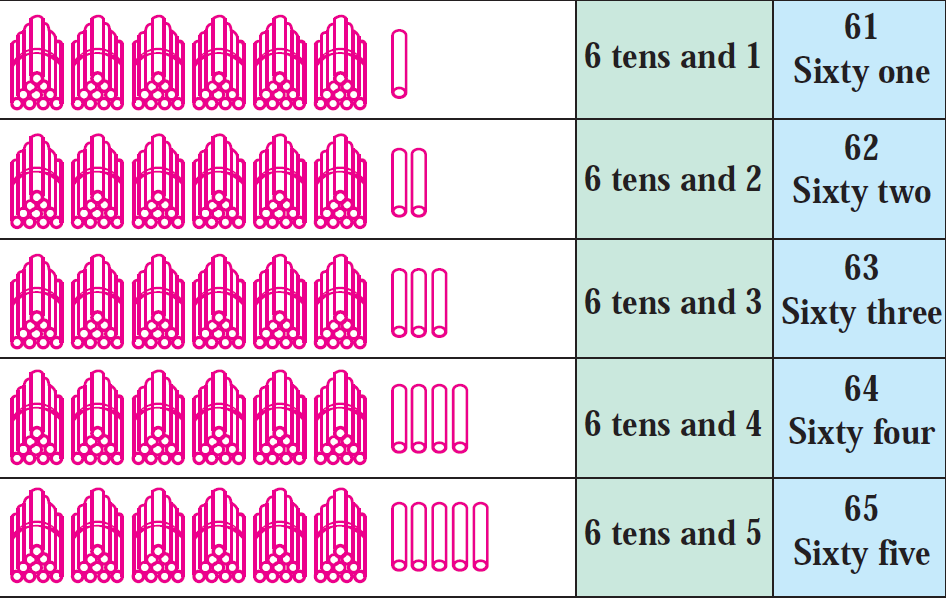 6 tens and 1
61
Sixty one
6 tens and 2
62
Sixty two
6 tens and 3
63
Sixty three
6 tens and 4
64
Sixty four
6 tens and 5
65
Sixty five